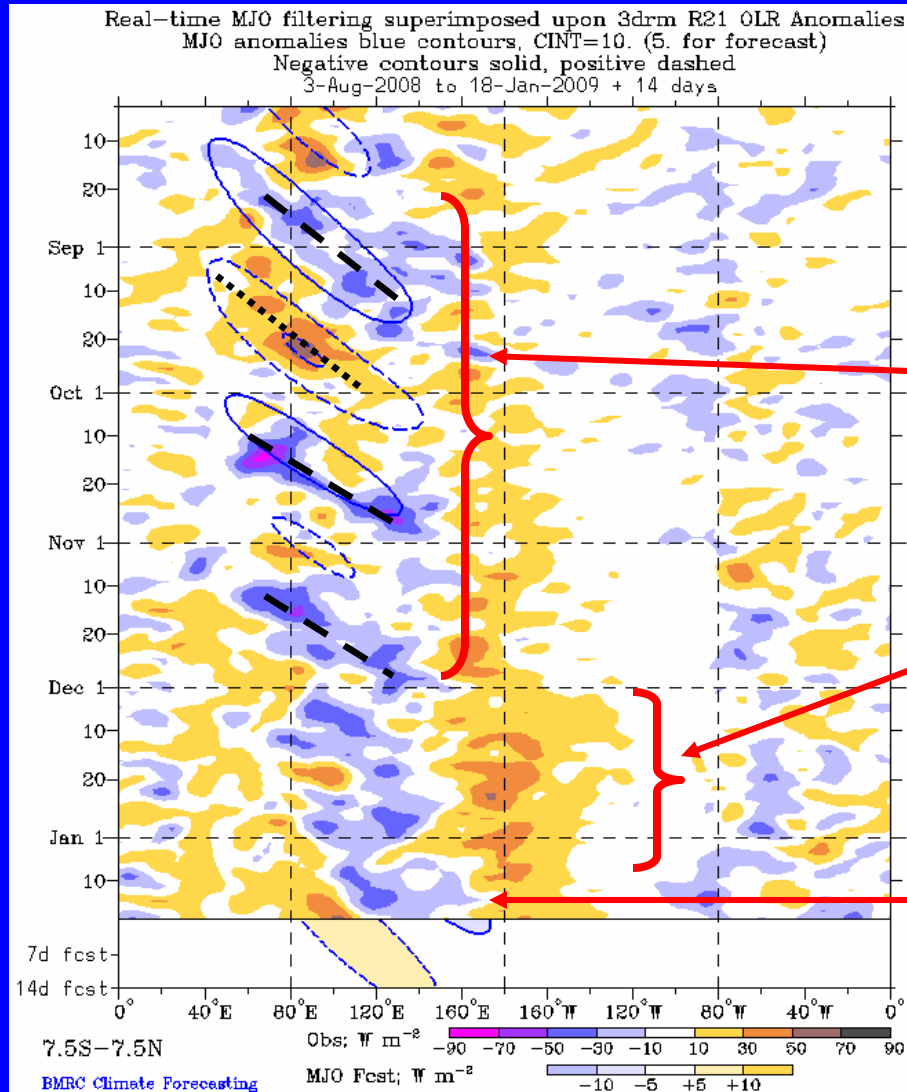 Real-time MJO filtering superimposed upon 3drm R21 OLR Anomalies
MJO anomalies blue contours, CINT=10. (5. for forecast)
Negative contours solid, positive dashed
3-Aug-2008 to 18-Jan-2009 + 14 days
10
20
Sep 1
10
20
Oct 1
10
20
Nov 1
10
20
Dec 1
10
20
Jan 1
10
7d fcst
14d fcst
0° 40°E 80°E 120°E 160°E 160°W 120°W 80°W 40°W 0°
7.5S-7.5N
Obs; W m⁻²
-90 -70 -50 -30 -10 10 30 50 70 90
MJO Fcst; W m⁻²
-10 -5 +5 +10
BMRC Climate Forecasting